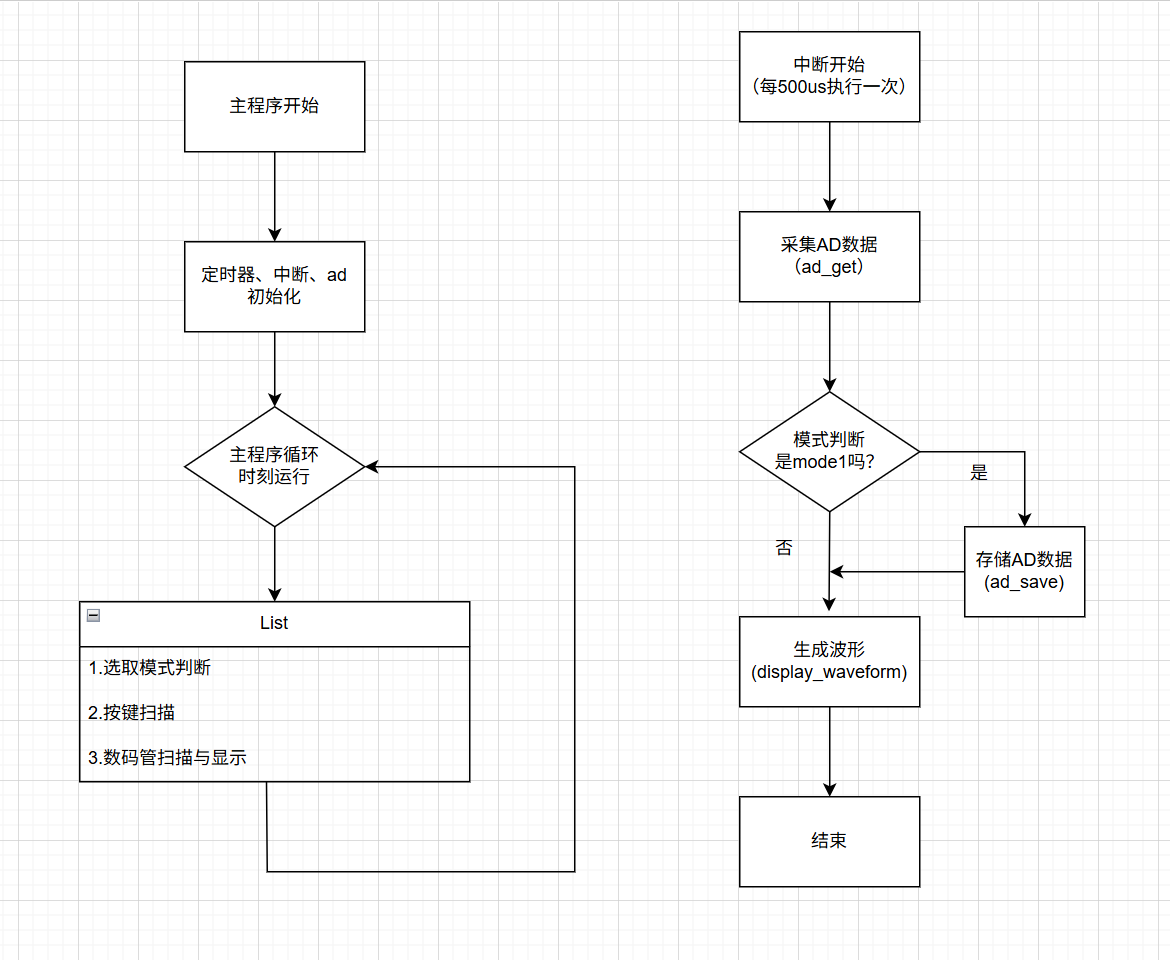 主程序开始
定时器、中断、ad
初始化
主程序循环
时刻运行
List
1.选取模式判断
2.按键扫描
3.数码管扫描与显示
中断开始
（每500us执行一次）
采集AD数据
（ad_get）
模式判断
是mode1吗？
是
否
存储AD数据
(ad_save)
生成波形
(display_waveform)
结束